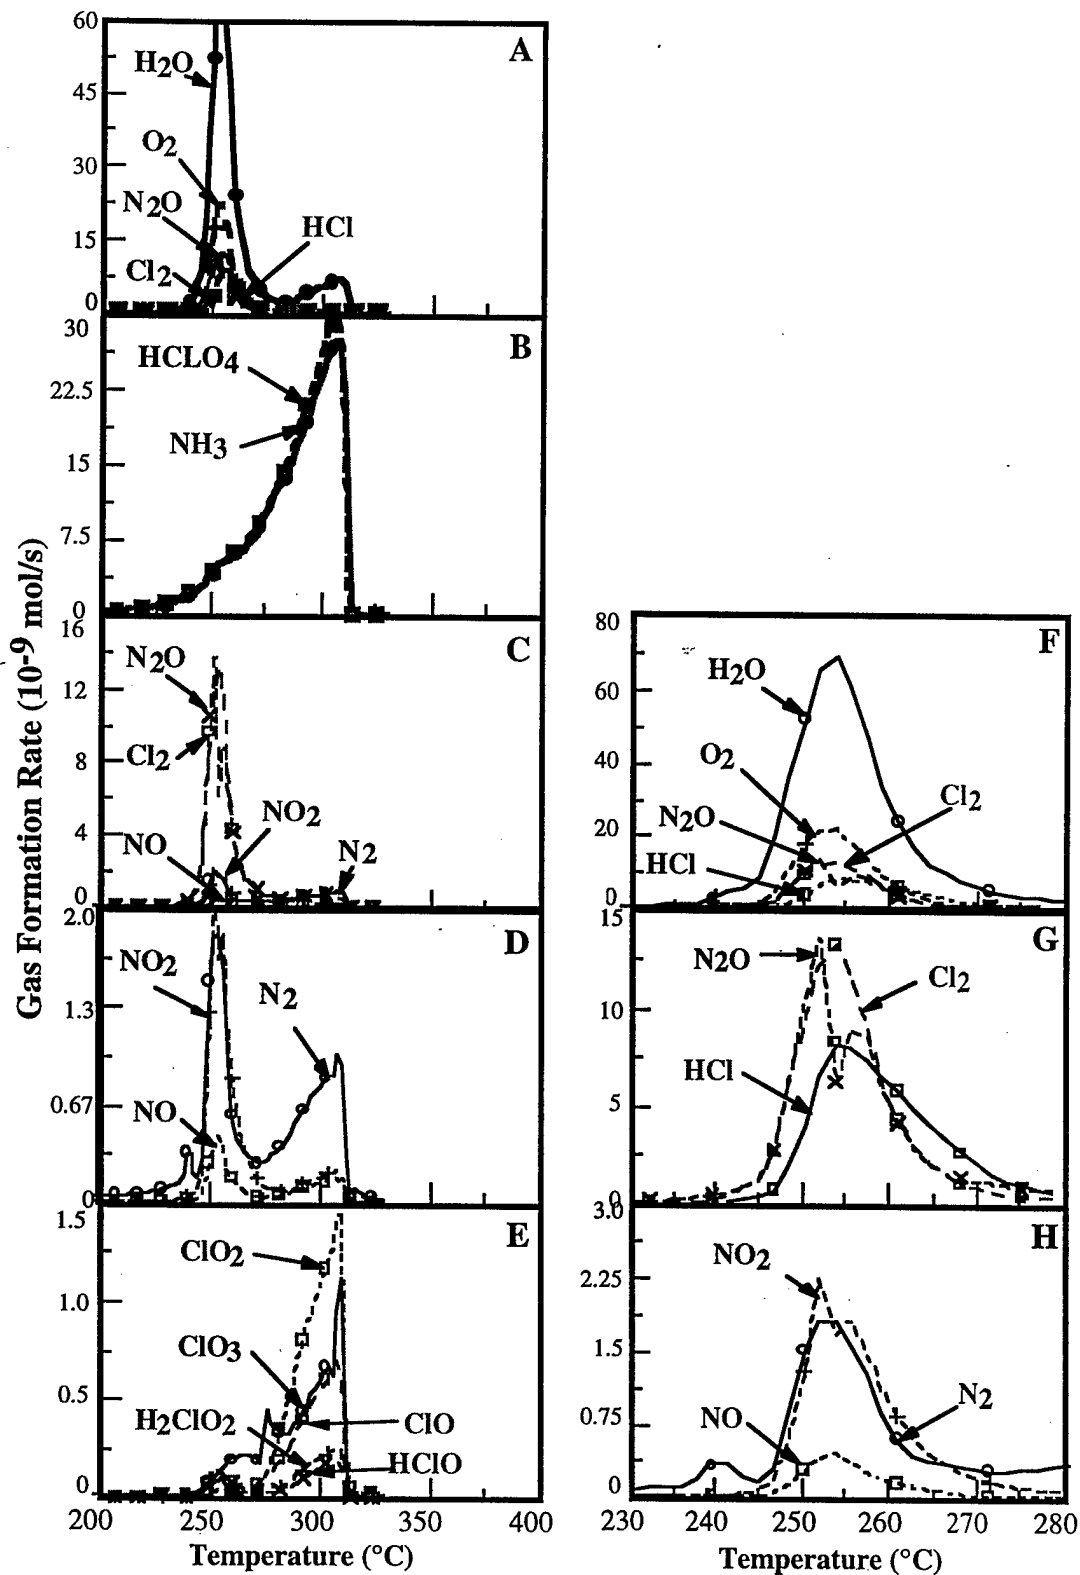 Gas Formation Rate (10-9 mol/s)
A
60
45
30
15
0
H2O
O2
N2O
Cl2
HCl
B
30
22.5
15
7.5
0
HCLO4
NH3
C
16
12
8
4
0
N2O
Cl2
NO
NO2
N2
D
2.0
1.3
0.67
0
NO2
N2
NO
E
1.5
1.0
0.5
0
ClO2
ClO3
H2ClO2
ClO
HClO
200 250 300 350 400
Temperature (°C)
F
80
60
40
20
0
H2O
O2
N2O
Cl2
HCl
G
15
10
5
0
N2O
Cl2
HCl
H
3.0
2.25
1.5
0.75
0
NO2
NO
N2
230 240 250 260 270 280
Temperature (°C)